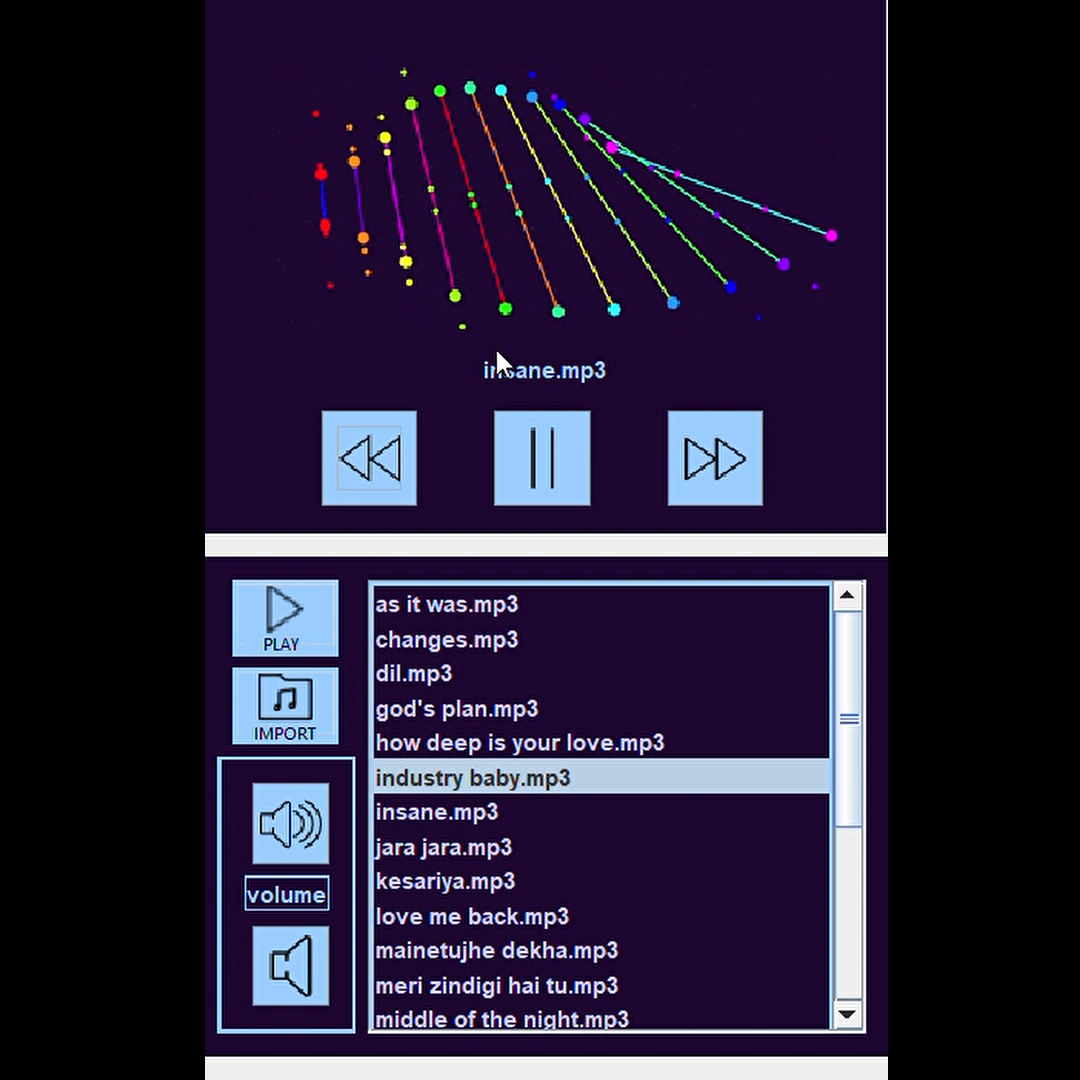 insane.mp3
PLAY
IMPORT
volume
as it was.mp3
changes.mp3
dil.mp3
god's plan.mp3
how deep is your love.mp3
industry baby.mp3
insane.mp3
jara jara.mp3
kesariya.mp3
love me back.mp3
mainetujhe dekha.mp3
meri zindigi hai tu.mp3
middle of the night.mp3